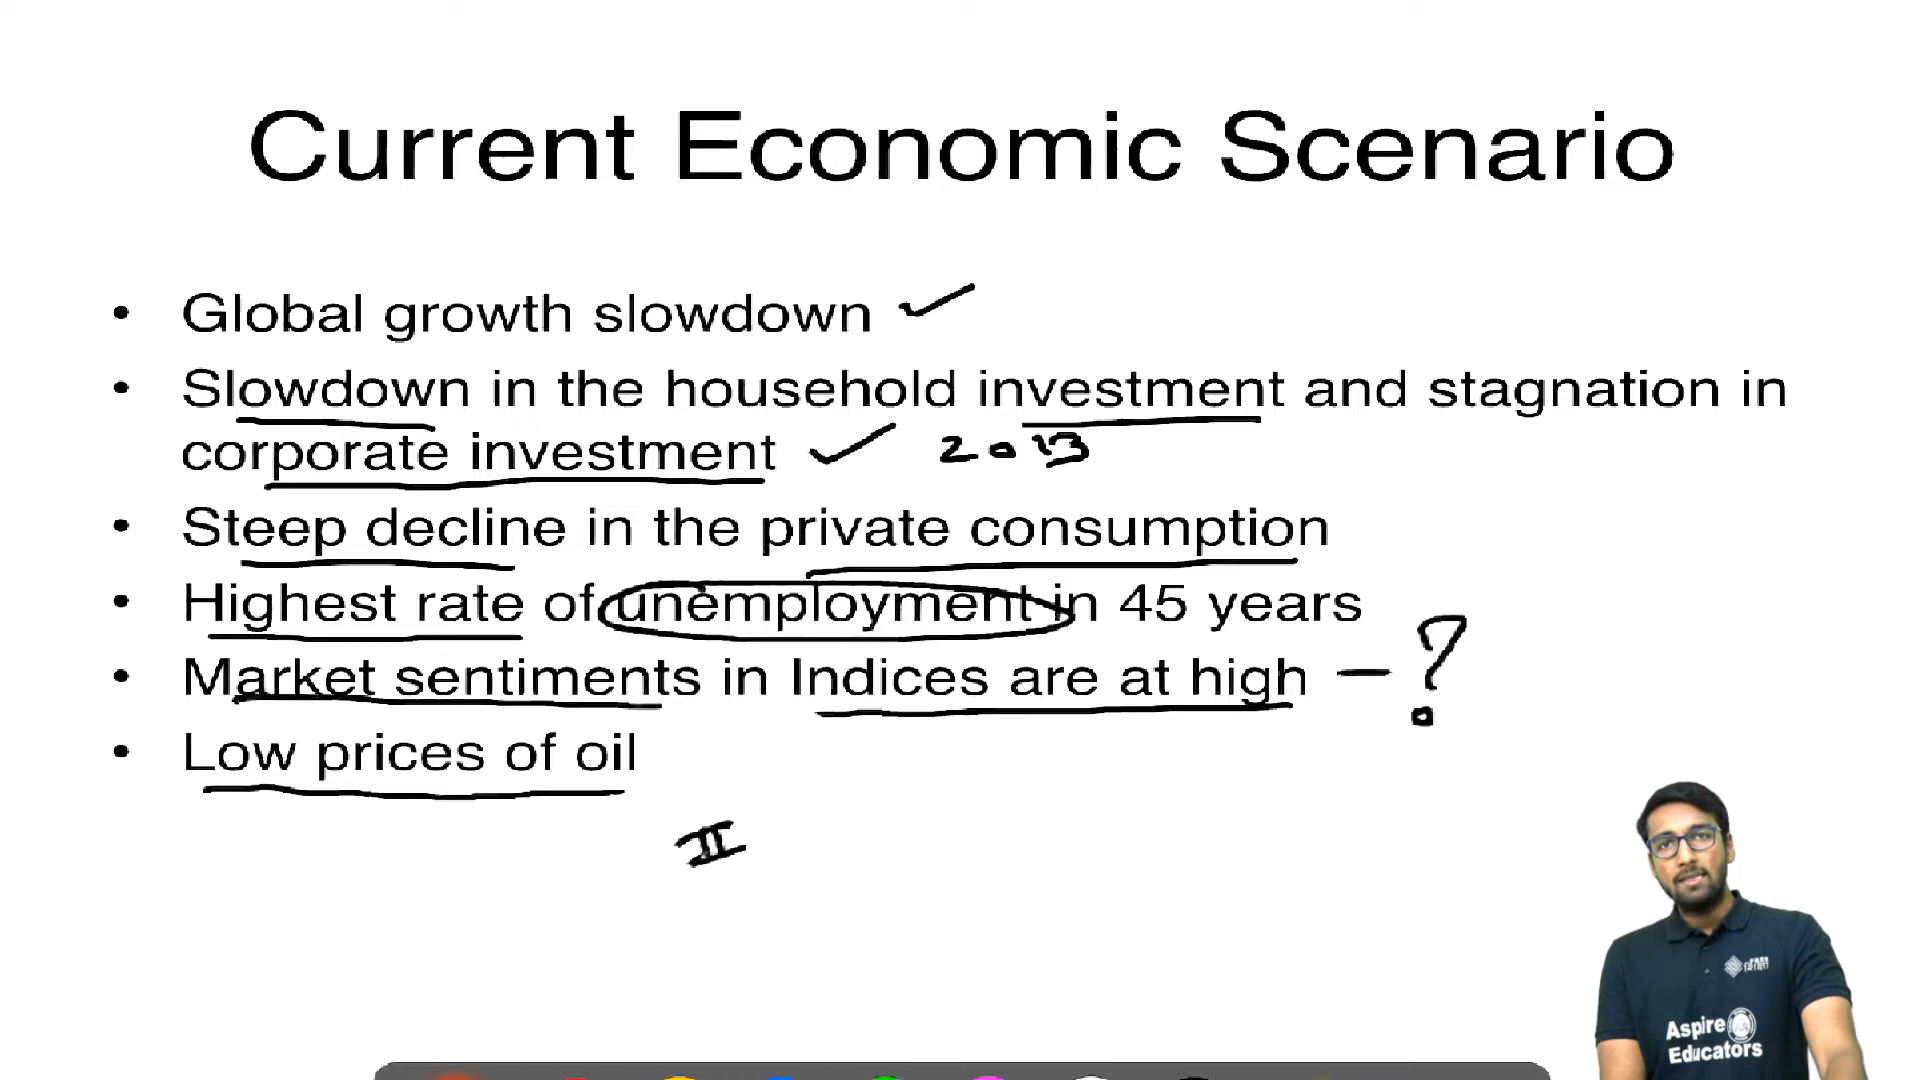 Current Economic Scenario
• Global growth slowdown
• Slowdown in the household investment and stagnation in
corporate investment 2013
• Steep decline in the private consumption
• Highest rate of unemployment in 45 years
• Market sentiments in Indices are at high – ?
• Low prices of oil
II
Aspire
Educators